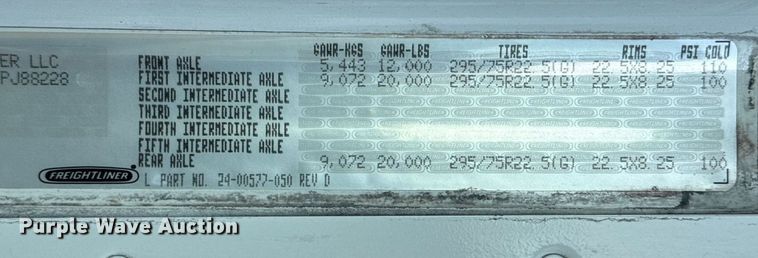 GAWR-KGS GAWR-LBS TIRES RIMS PSI COLD
ER LLC FRONT AXLE 5,443 12,000 295/75R22.5(G) 22.5X8.25 110
PJ88228 FIRST INTERMEDIATE AXLE 9,072 20,000 295/75R22.5(G) 22.5X8.25 100
SECOND INTERMEDIATE AXLE
THIRD INTERMEDIATE AXLE
FOURTH INTERMEDIATE AXLE
FIFTH INTERMEDIATE AXLE
REAR AXLE 9,072 20,000 295/75R22.5(G) 22.5X8.25 100
FREIGHTLINER L PART NO. 24-00577-050 REV D
Purple Wave Auction